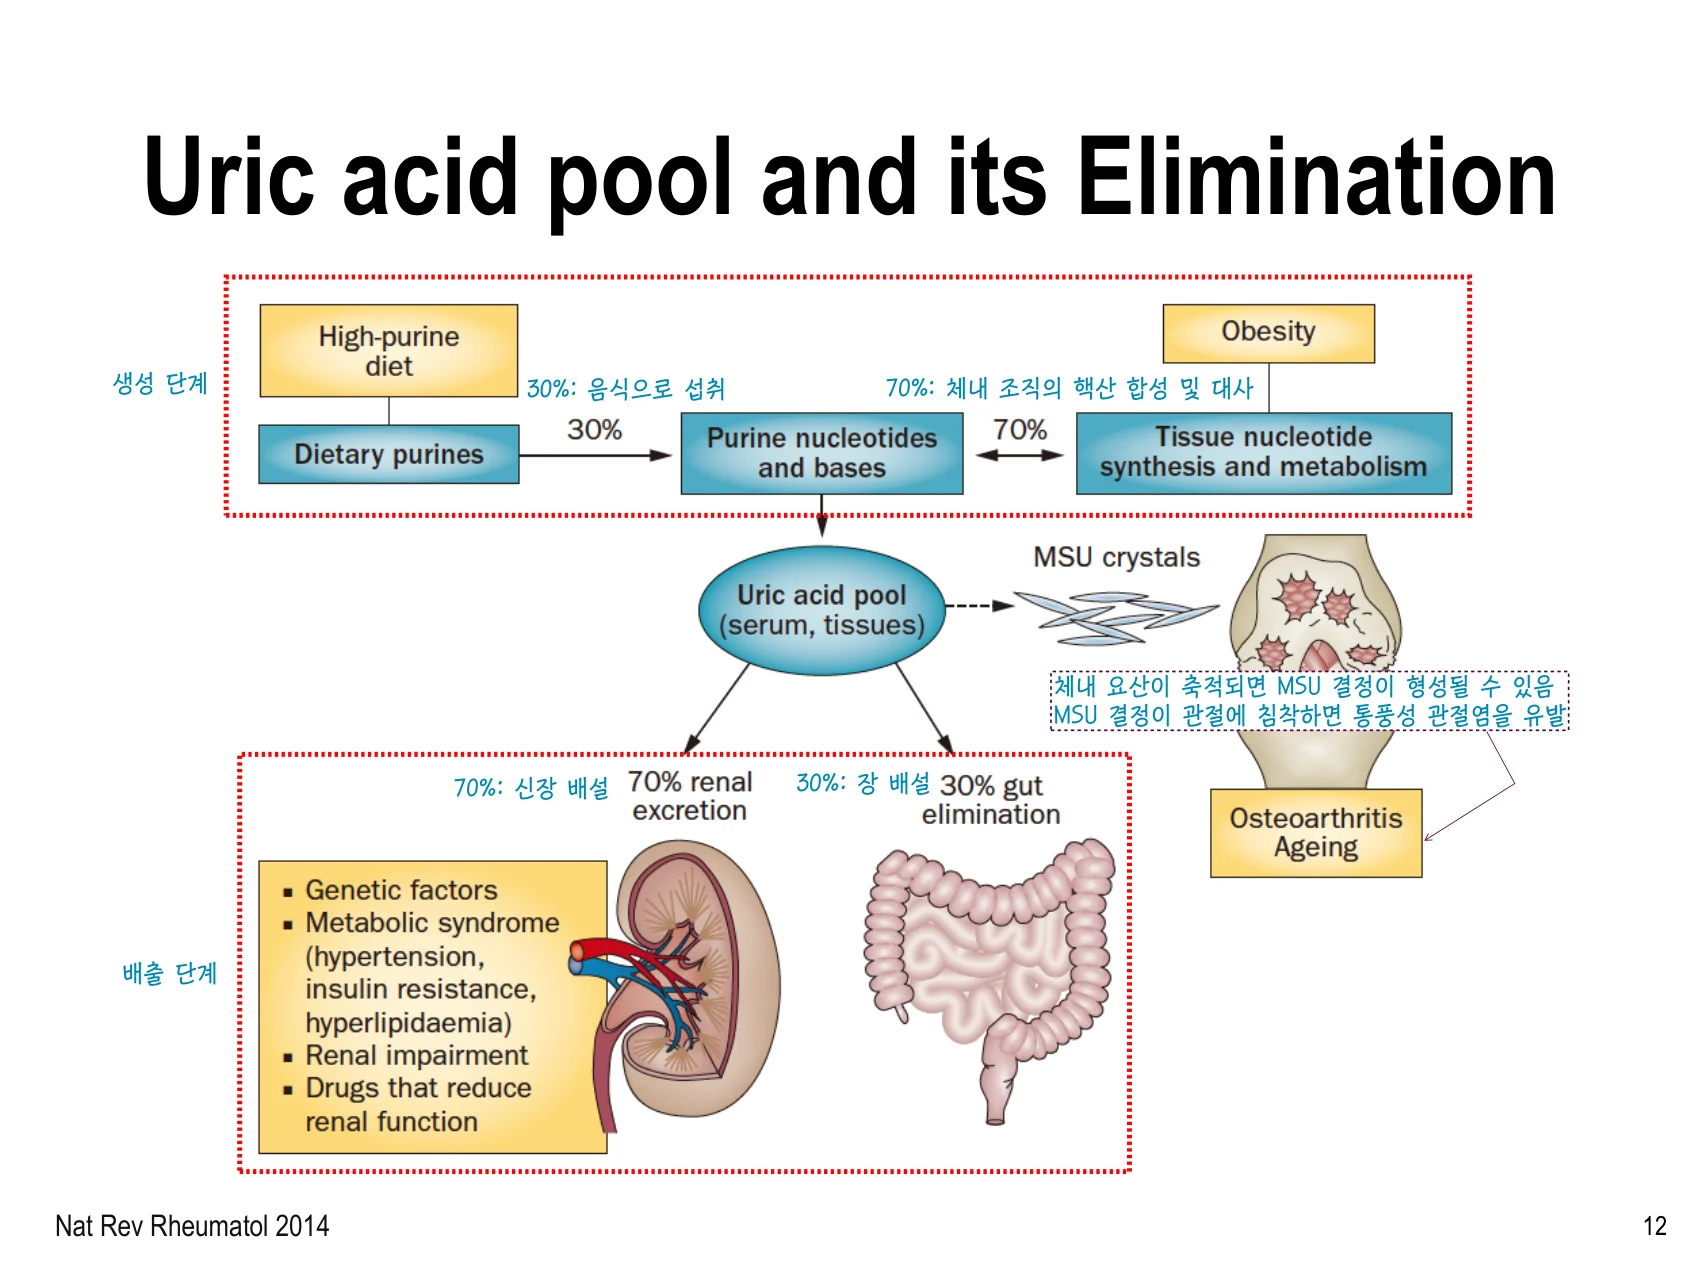 Uric acid pool and its Elimination
High-purine
diet
Obesity
생성 단계
30%: 음식으로 섭취
70%: 체내 조직의 핵산 합성 및 대사
Dietary purines
30%
Purine nucleotides
and bases
70%
Tissue nucleotide
synthesis and metabolism
MSU crystals
Uric acid pool
(serum, tissues)
체내 요산이 축적되면 MSU 결정이 형성될 수 있음
MSU 결정이 관절에 침착하면 통풍성 관절염을 유발
70%: 신장 배설
70% renal
excretion
30%: 장 배설
30% gut
elimination
Osteoarthritis
Ageing
배출 단계
▪ Genetic factors
▪ Metabolic syndrome
(hypertension,
insulin resistance,
hyperlipidaemia)
▪ Renal impairment
▪ Drugs that reduce
renal function
Nat Rev Rheumatol 2014
12